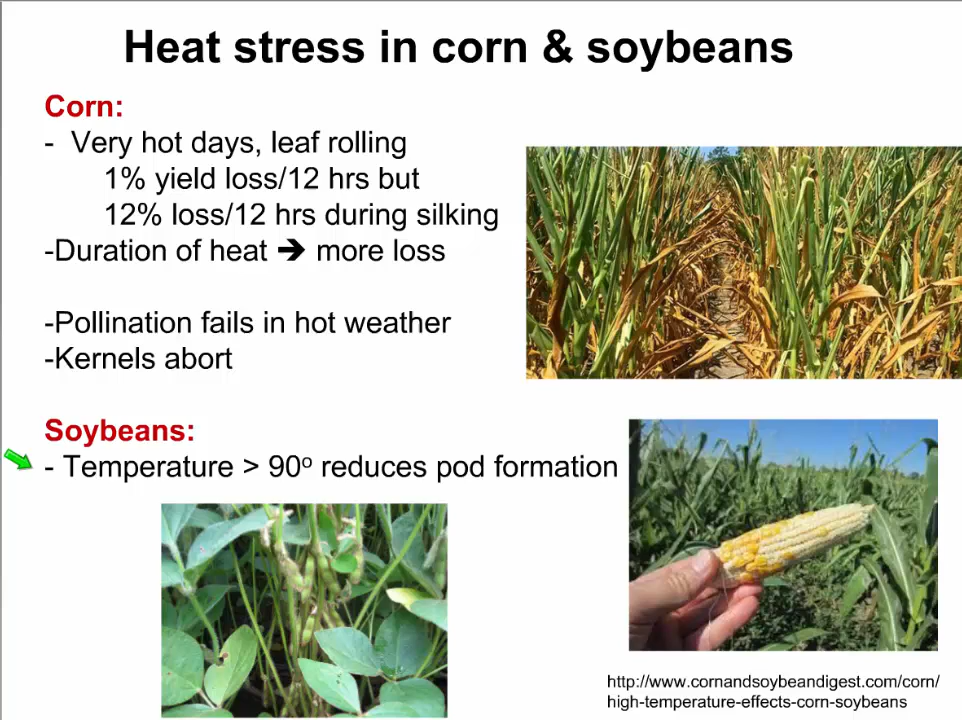 Heat stress in corn & soybeans
Corn:
- Very hot days, leaf rolling
1% yield loss/12 hrs but
12% loss/12 hrs during silking
-Duration of heat ➔ more loss
-Pollination fails in hot weather
-Kernels abort
Soybeans:
- Temperature > 90º reduces pod formation
http://www.cornandsoybeandigest.com/corn/
high-temperature-effects-corn-soybeans